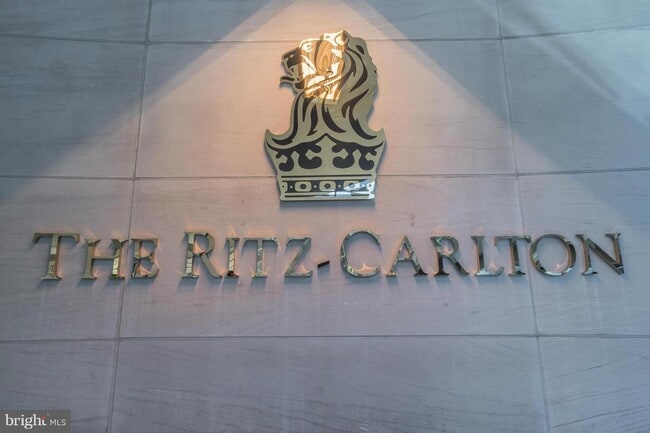 THE RITZ-CARLTON
bright MLS